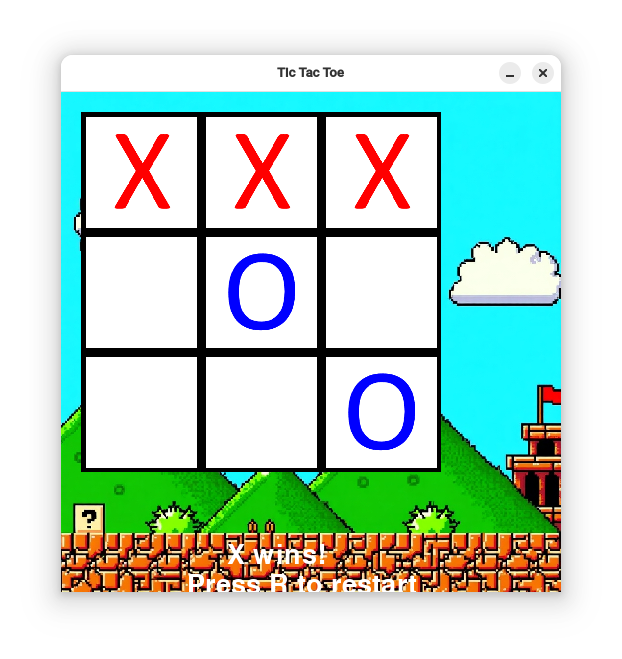 TIc Tac Toe
X X X
O
O
?
X wins!
Press R to restart